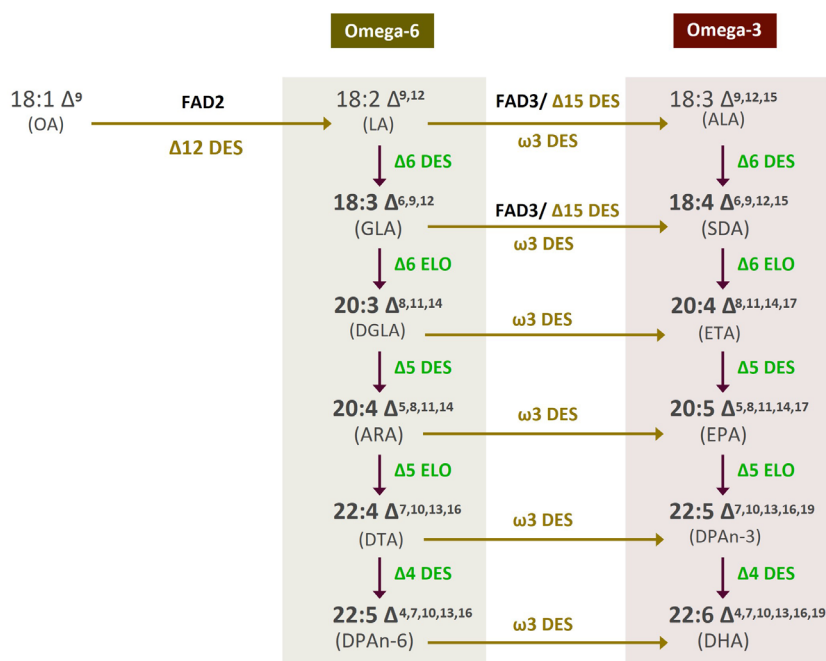 Omega-6
Omega-3
18:1 Δ⁹
(OA)
FAD2
Δ12 DES
18:2 Δ⁹,¹²
(LA)
FAD3/ Δ15 DES
ω3 DES
18:3 Δ⁹,¹²,¹⁵
(ALA)
Δ6 DES
Δ6 DES
18:3 Δ⁶,⁹,¹²
(GLA)
FAD3/ Δ15 DES
ω3 DES
18:4 Δ⁶,⁹,¹²,¹⁵
(SDA)
Δ6 ELO
Δ6 ELO
20:3 Δ⁸,¹¹,¹⁴
(DGLA)
ω3 DES
20:4 Δ⁸,¹¹,¹⁴,¹⁷
(ETA)
Δ5 DES
Δ5 DES
20:4 Δ⁵,⁸,¹¹,¹⁴
(ARA)
ω3 DES
20:5 Δ⁵,⁸,¹¹,¹⁴,¹⁷
(EPA)
Δ5 ELO
Δ5 ELO
22:4 Δ⁷,¹⁰,¹³,¹⁶
(DTA)
ω3 DES
22:5 Δ⁷,¹⁰,¹³,¹⁶,¹⁹
(DPAn-3)
Δ4 DES
Δ4 DES
22:5 Δ⁴,⁷,¹⁰,¹³,¹⁶
(DPAn-6)
ω3 DES
22:6 Δ⁴,⁷,¹⁰,¹³,¹⁶,¹⁹
(DHA)